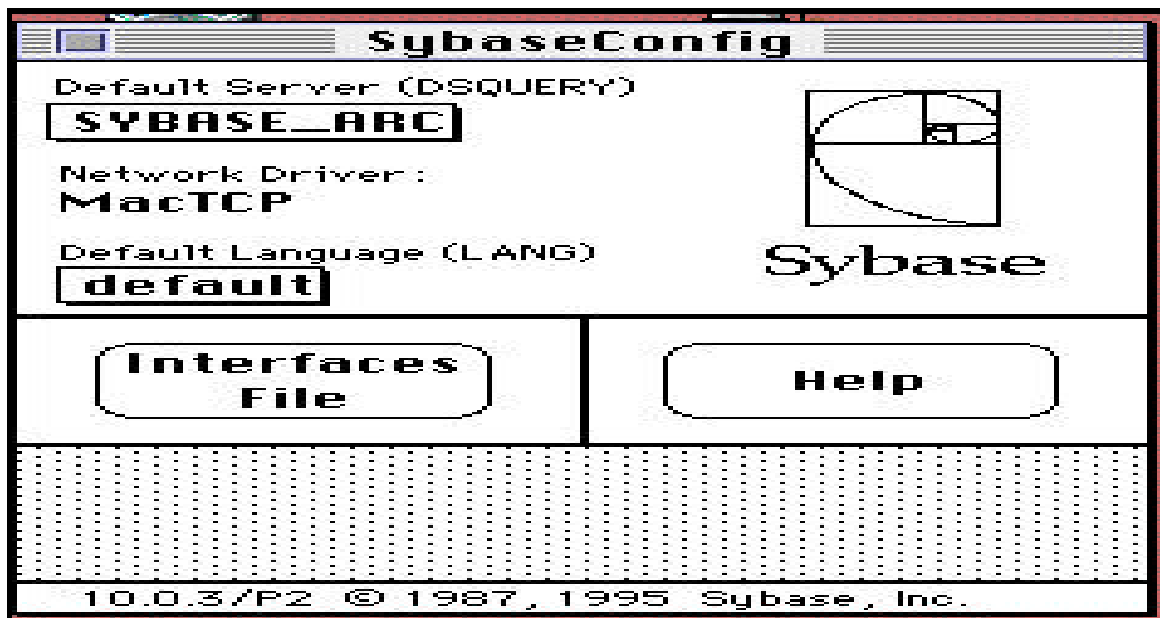 SybaseConfig
Default Server (DSQUERY)
SYBASE_ARC
Network Driver:
MacTCP
Default Language (LANG)
default
Sybase
Interfaces
File
Help
10.0.3/P2 © 1987, 1995 Sybase, Inc.